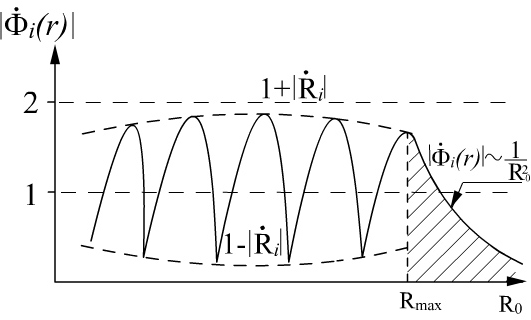 |Φ̇ᵢ(r)|
1+|Ṙᵢ|
2
|Φ̇ᵢ(r)|~1/R₀²
1
1-|Ṙᵢ|
Rmax
R₀